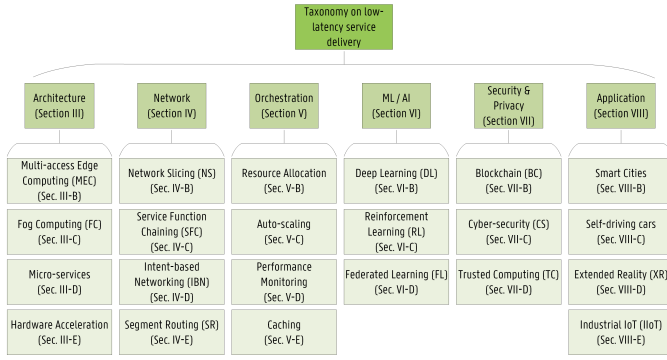 Taxonomy on low-
latency service
delivery
Architecture
(Section III)
Network
(Section IV)
Orchestration
(Section V)
ML / AI
(Section VI)
Security &
Privacy
(Section VII)
Application
(Section VIII)
Multi-access Edge
Computing (MEC)
(Sec. III-B)
Fog Computing (FC)
(Sec. III-C)
Micro-services
(Sec. III-D)
Hardware Acceleration
(Sec. III-E)
Network Slicing (NS)
(Sec. IV-B)
Service Function
Chaining (SFC)
(Sec. IV-C)
Intent-based
Networking (IBN)
(Sec. IV-D)
Segment Routing (SR)
(Sec. IV-E)
Resource Allocation
(Sec. V-B)
Auto-scaling
(Sec. V-C)
Performance
Monitoring
(Sec. V-D)
Caching
(Sec. V-E)
Deep Learning (DL)
(Sec. VI-B)
Reinforcement
Learning (RL)
(Sec. VI-C)
Federated Learning (FL)
(Sec. VI-D)
Blockchain (BC)
(Sec. VII-B)
Cyber-security (CS)
(Sec. VII-C)
Trusted Computing (TC)
(Sec. VII-D)
Smart Cities
(Sec. VIII-B)
Self-driving cars
(Sec. VIII-C)
Extended Reality (XR)
(Sec. VIII-D)
Industrial IoT (IIoT)
(Sec. VIII-E)